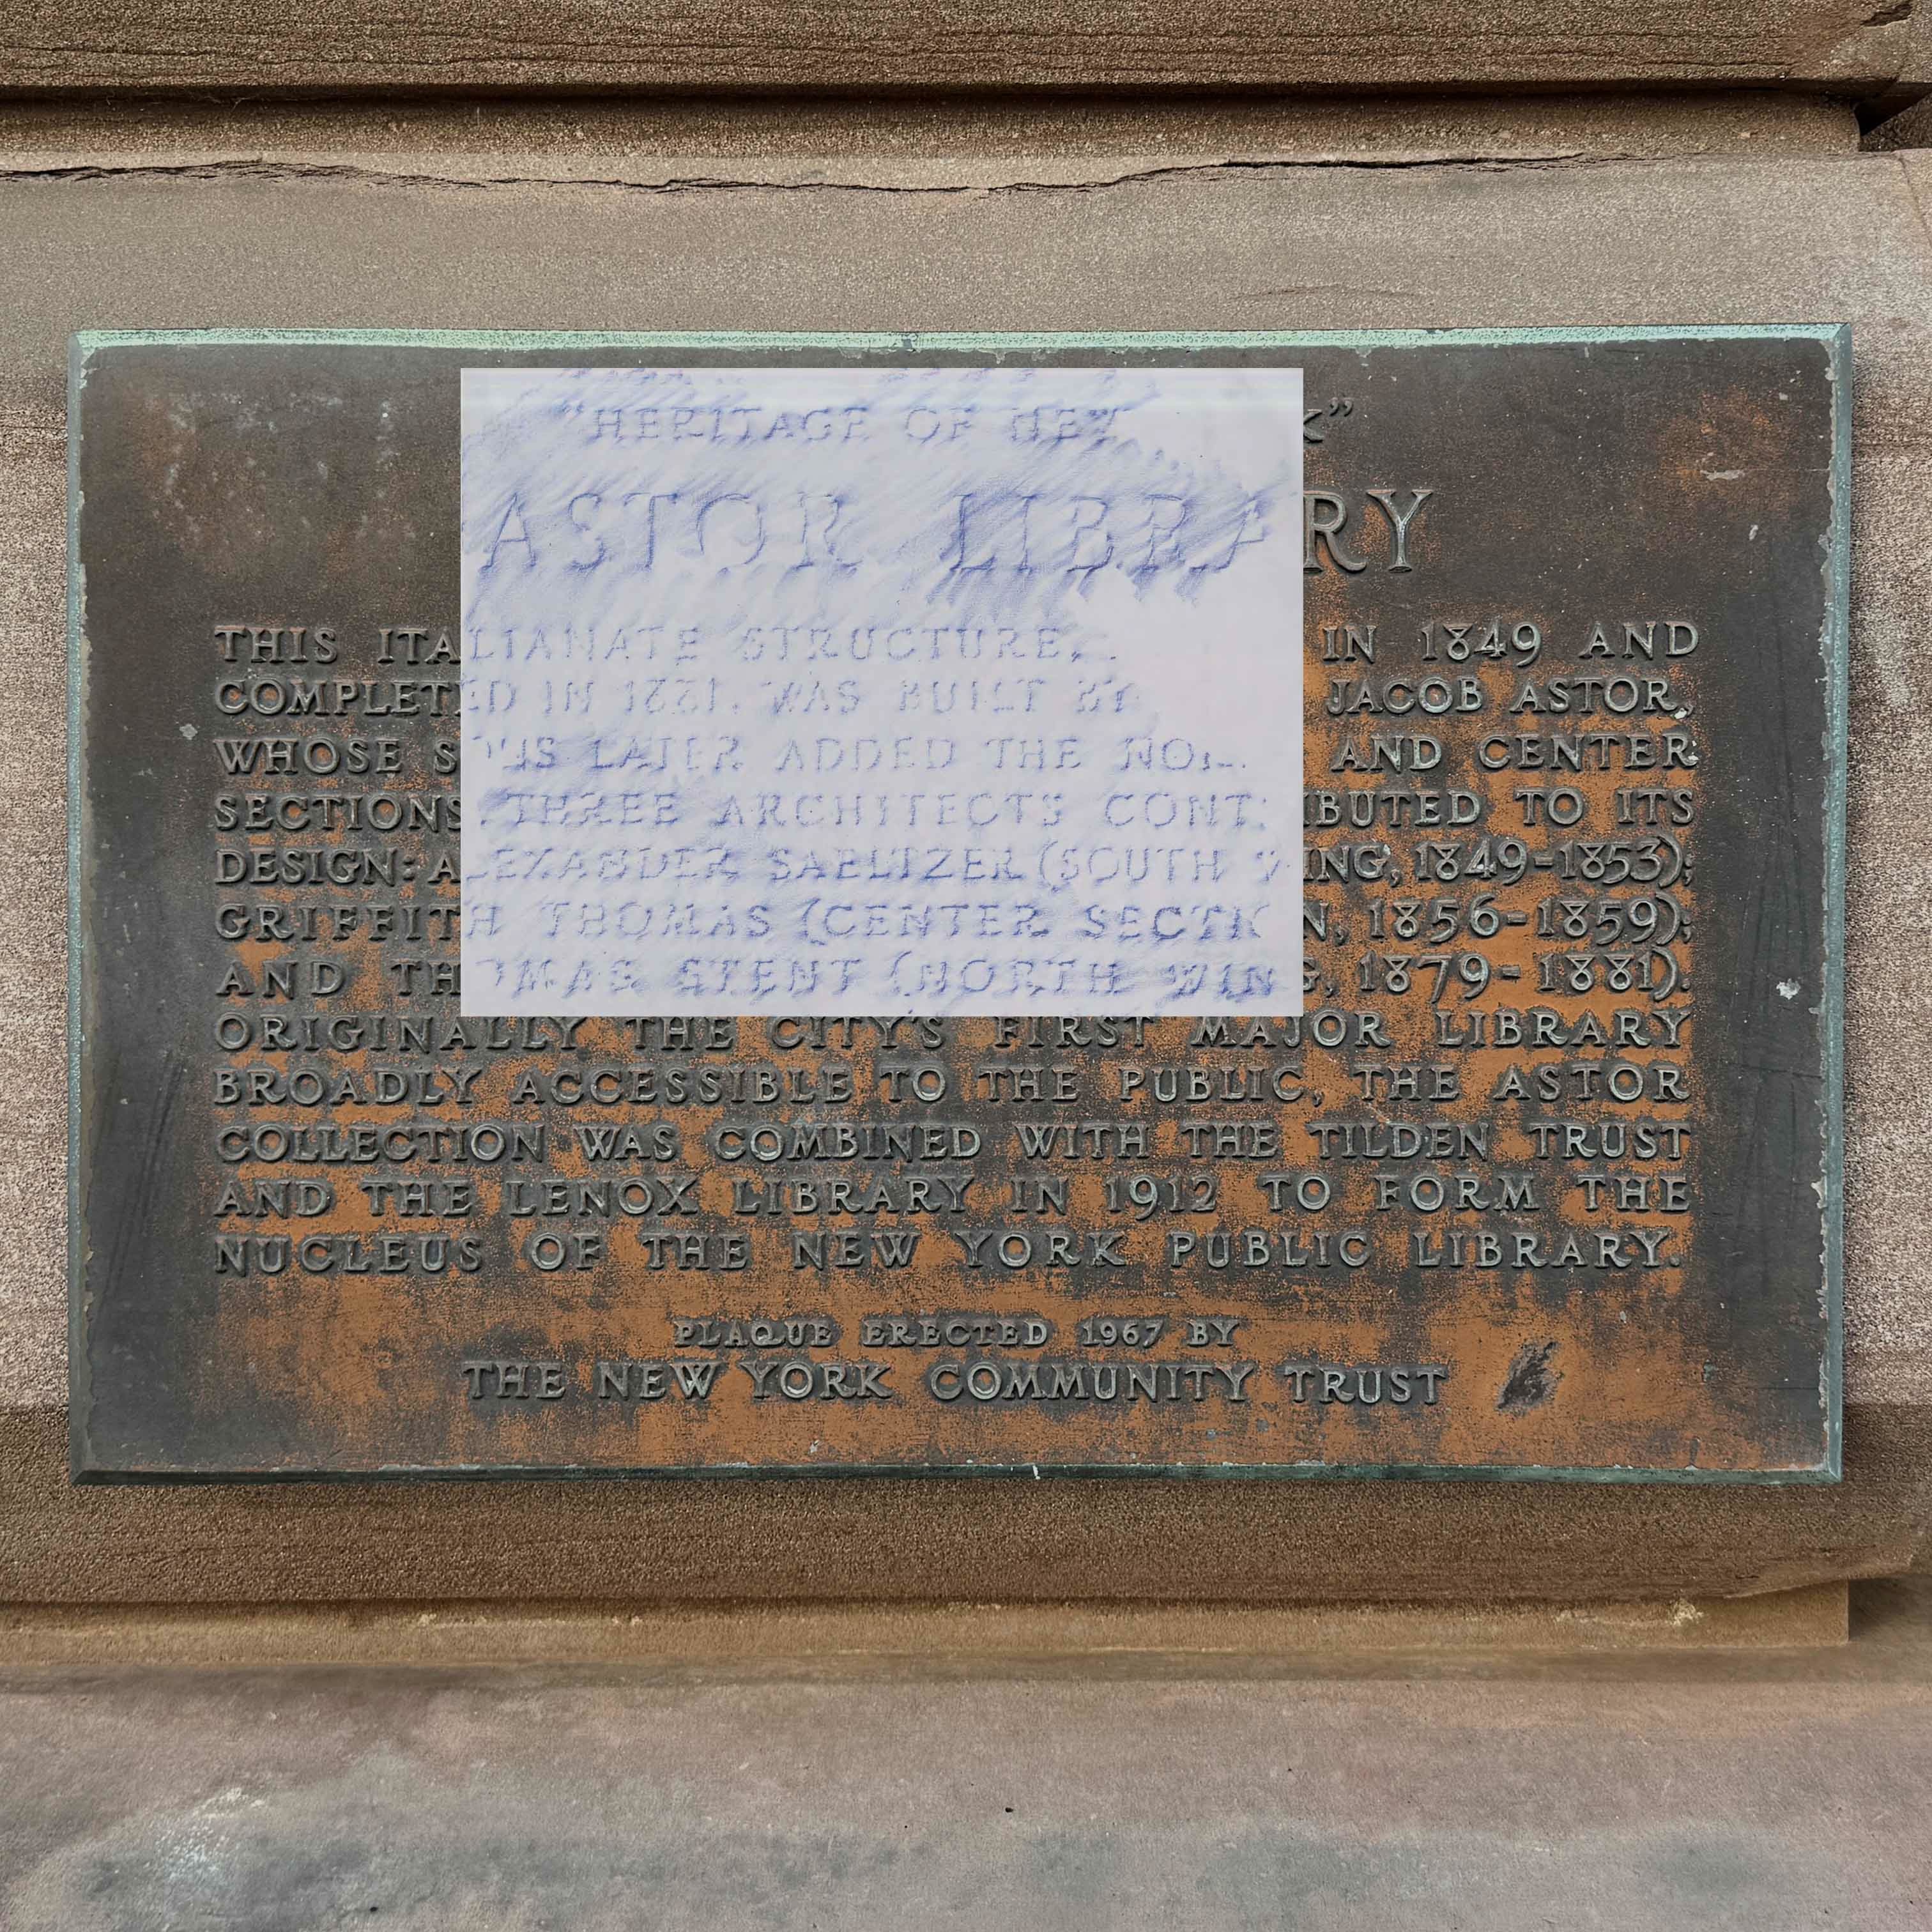 "HERITAGE OF NEW
ASTOR LIBRARY
THIS ITALIANATE STRUCTURE, IN 1849 AND
COMPLETED IN 1881, WAS BUILT BY JACOB ASTOR,
WHOSE SONS LATER ADDED THE AND CENTER
SECTIONS. THREE ARCHITECTS CONTRIBUTED TO ITS
DESIGN: ALEXANDER SAELTZER (SOUTH WING, 1849-1853);
GRIFFITH THOMAS (CENTER SECTION, 1856-1859);
AND THOMAS STENT (NORTH WING, 1879-1881).
ORIGINALLY THE CITY'S FIRST MAJOR LIBRARY
BROADLY ACCESSIBLE TO THE PUBLIC, THE ASTOR
COLLECTION WAS COMBINED WITH THE TILDEN TRUST
AND THE LENOX LIBRARY IN 1912 TO FORM THE
NUCLEUS OF THE NEW YORK PUBLIC LIBRARY.
PLAQUE ERECTED 1967 BY
THE NEW YORK COMMUNITY TRUST